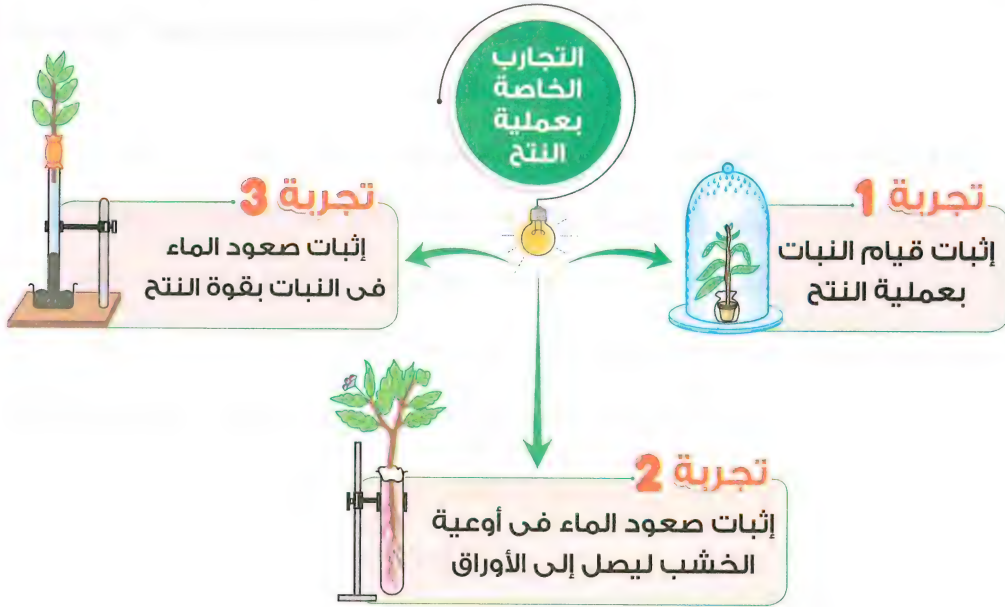 التجارب
الخاصة
بعملية
النتح
تجربة 1
إثبات قيام النبات
بعملية النتح
تجربة 2
إثبات صعود الماء فى أوعية
الخشب ليصل إلى الأوراق
تجربة 3
إثبات صعود الماء
فى النبات بقوة النتح